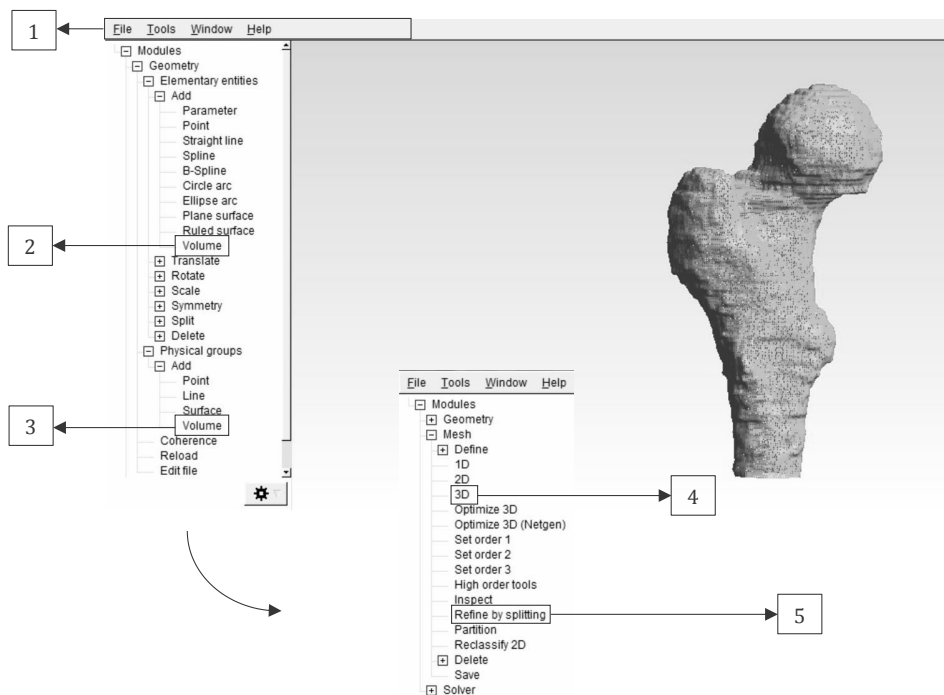 1
File Tools Window Help
Modules
Geometry
Elementary entities
Add
Parameter
Point
Straight line
Spline
B-Spline
Circle arc
Ellipse arc
Plane surface
Ruled surface
2
Volume
Translate
Rotate
Scale
Symmetry
Split
Delete
Physical groups
Add
Point
Line
Surface
3
Volume
Coherence
Reload
Edit file
File Tools Window Help
Modules
Geometry
Mesh
Define
1D
2D
3D
4
Optimize 3D
Optimize 3D (Netgen)
Set order 1
Set order 2
Set order 3
High order tools
Inspect
Refine by splitting
5
Partition
Reclassify 2D
Delete
Save
Solver